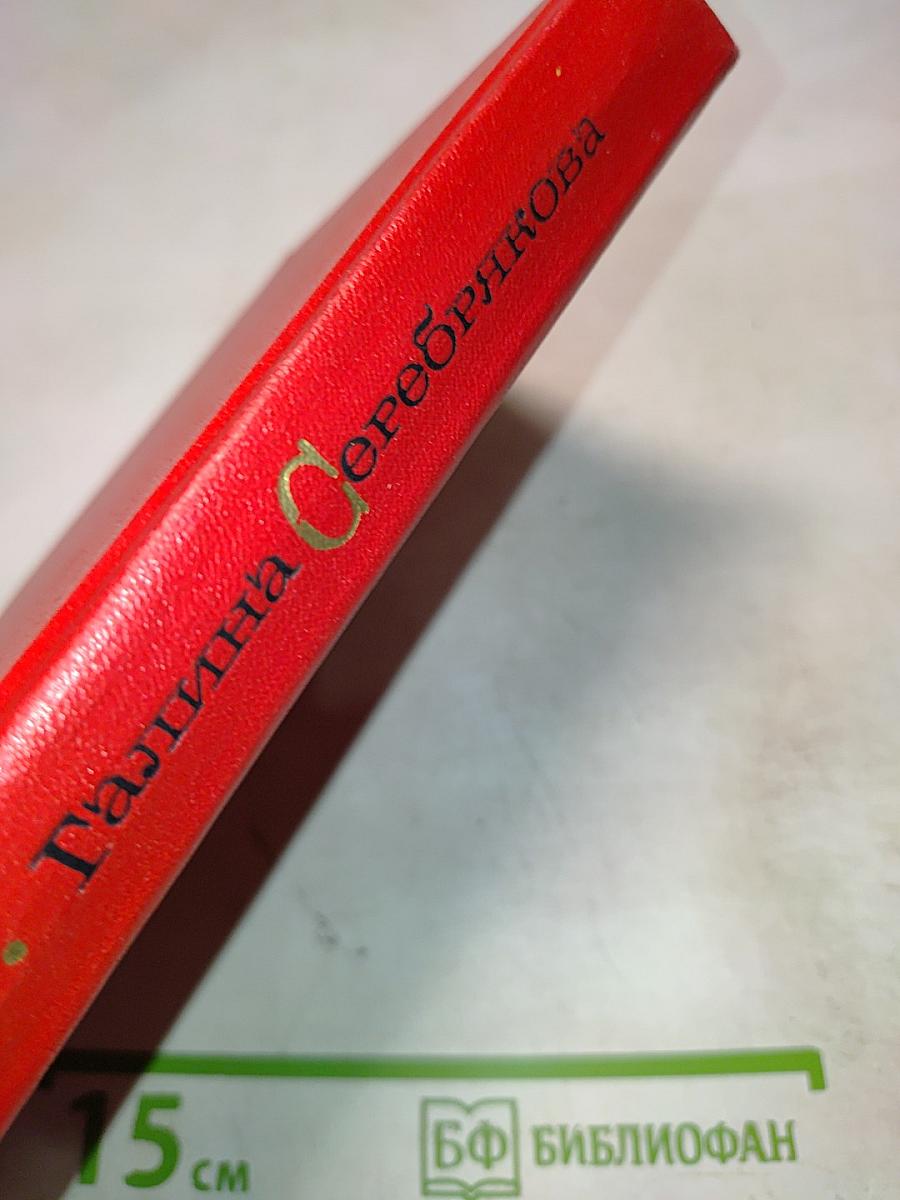 Галина Серебрякова
15 см
БФ БИБЛИОФАН